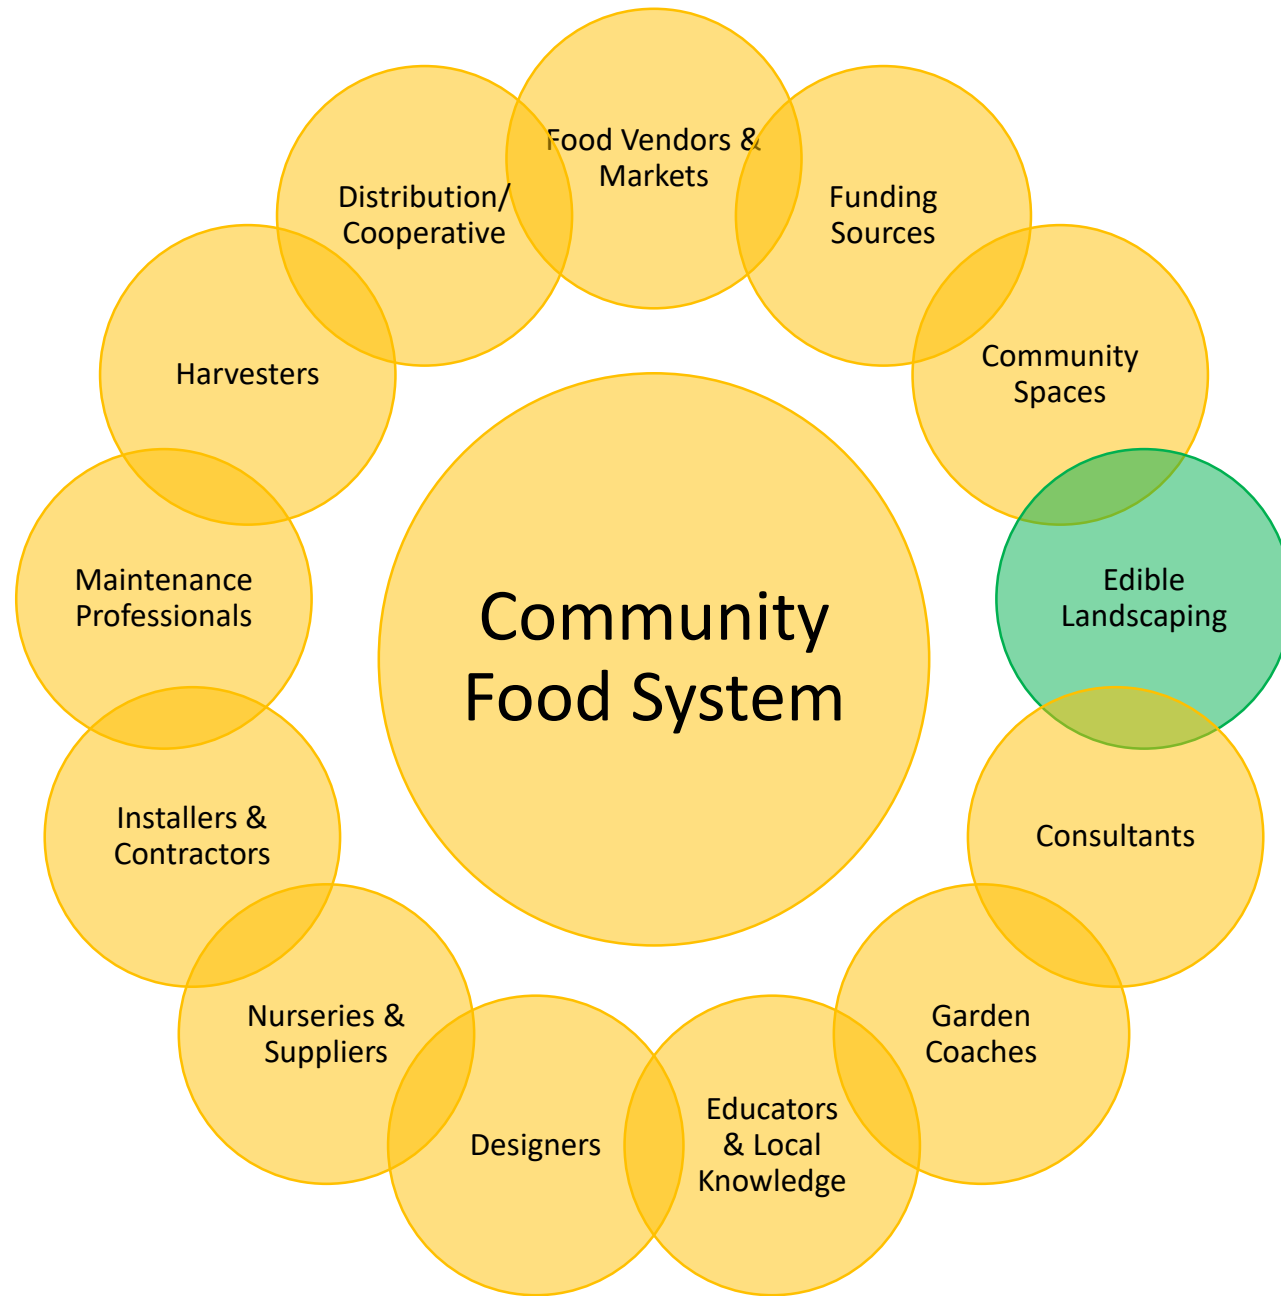 Food Vendors &
Markets
Funding
Sources
Community
Spaces
Edible
Landscaping
Consultants
Garden
Coaches
Educators
& Local
Knowledge
Designers
Nurseries &
Suppliers
Installers &
Contractors
Maintenance
Professionals
Harvesters
Distribution/
Cooperative
Community
Food System